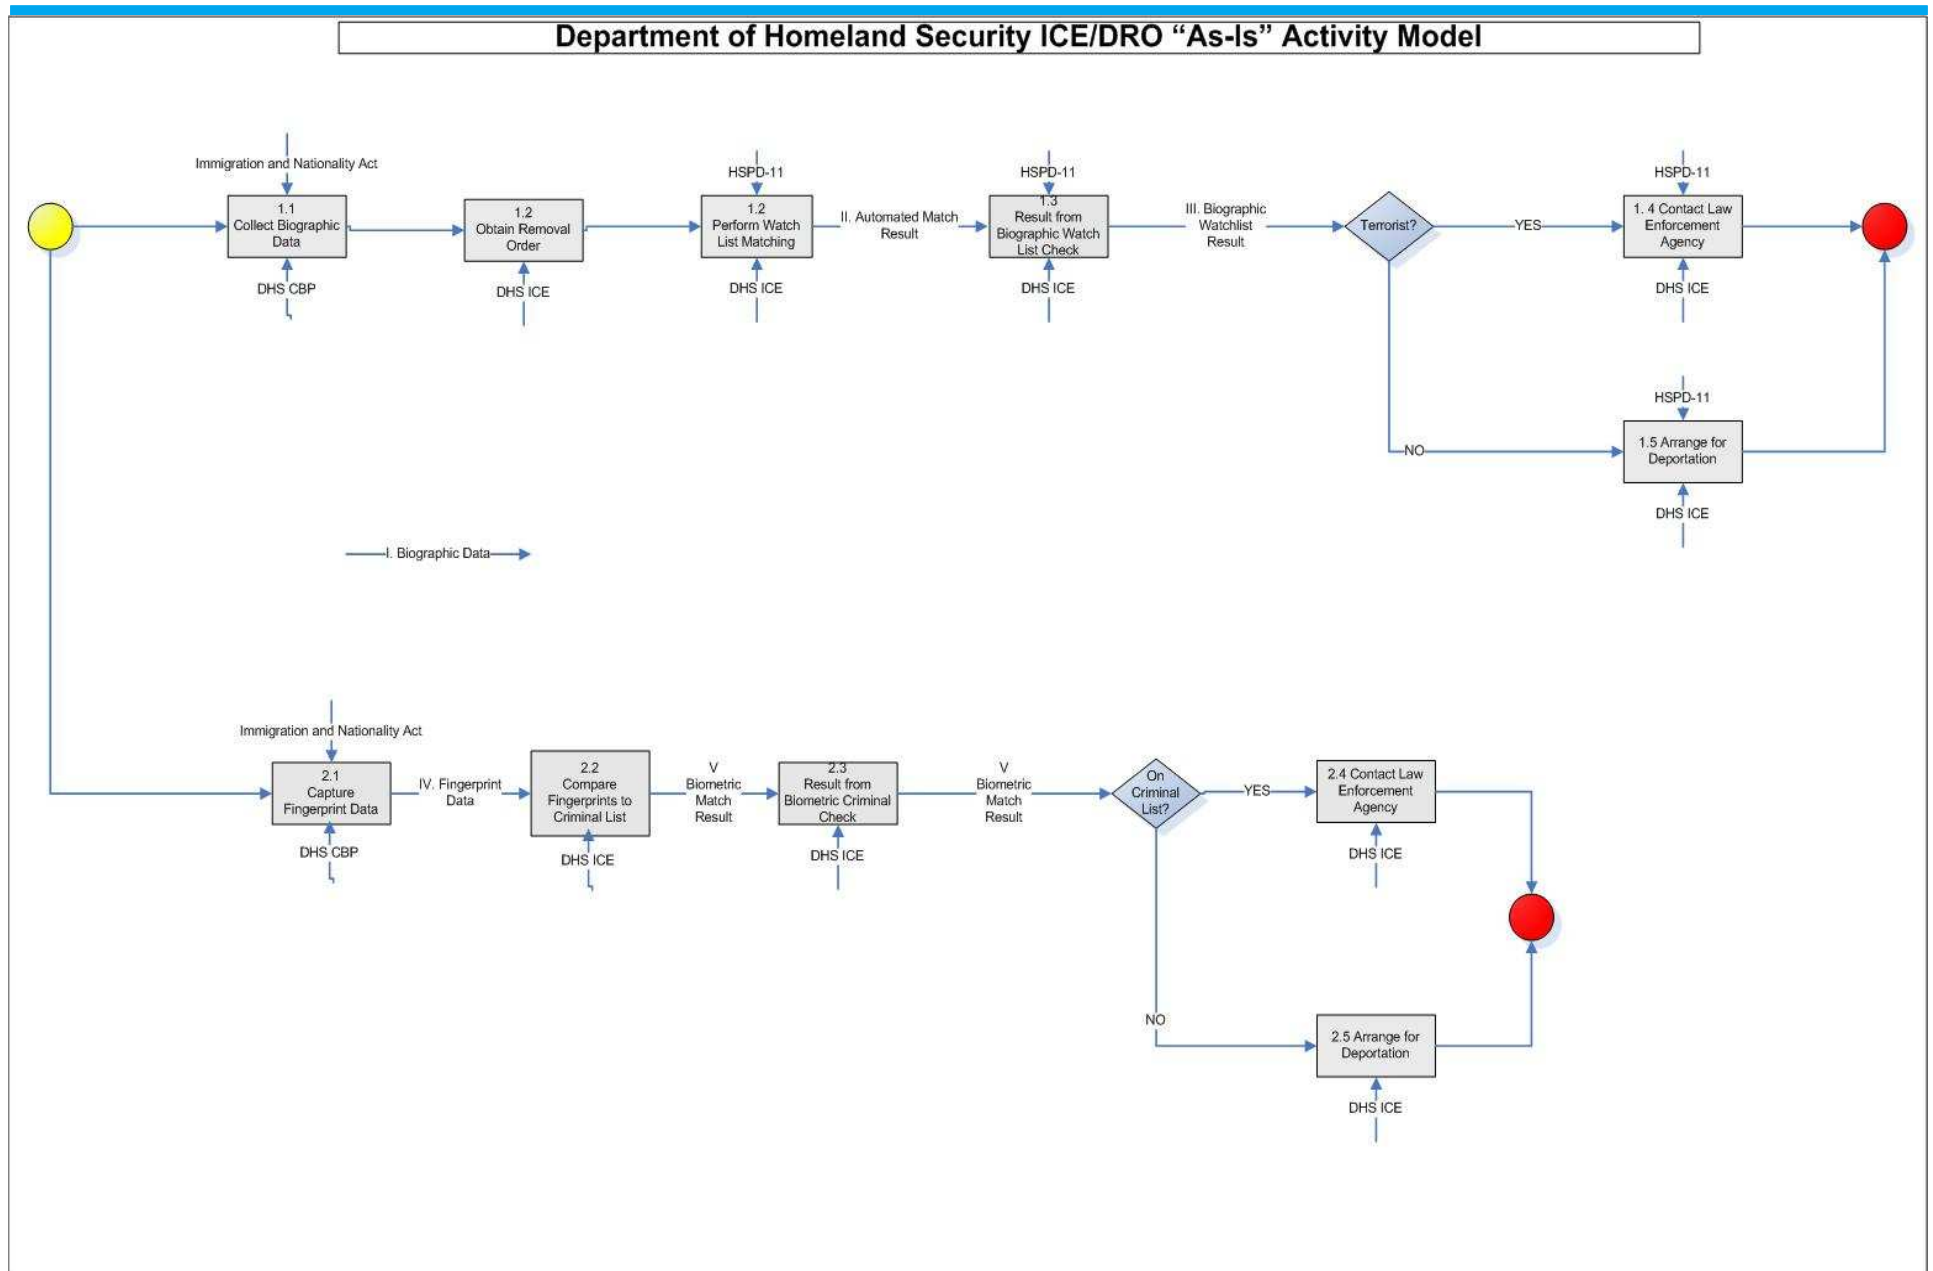 Department of Homeland Security ICE/DRO “As-Is” Activity Model
Immigration and Nationality Act
1.1
Collect Biographic
Data
DHS CBP
1.2
Obtain Removal
Order
DHS ICE
HSPD-11
1.2
Perform Watch
List Matching
DHS ICE
II. Automated Match
Result
HSPD-11
1.3
Result from
Biographic Watch
List Check
DHS ICE
III. Biographic
Watchlist
Result
Terrorist?
YES
HSPD-11
1. 4 Contact Law
Enforcement
Agency
DHS ICE
NO
HSPD-11
1.5 Arrange for
Deportation
DHS ICE
I. Biographic Data
Immigration and Nationality Act
2.1
Capture
Fingerprint Data
DHS CBP
IV. Fingerprint
Data
2.2
Compare
Fingerprints to
Criminal List
DHS ICE
V
Biometric
Match
Result
2.3
Result from
Biometric Criminal
Check
DHS ICE
V
Biometric
Match
Result
On
Criminal
List?
YES
2.4 Contact Law
Enforcement
Agency
DHS ICE
NO
2.5 Arrange for
Deportation
DHS ICE